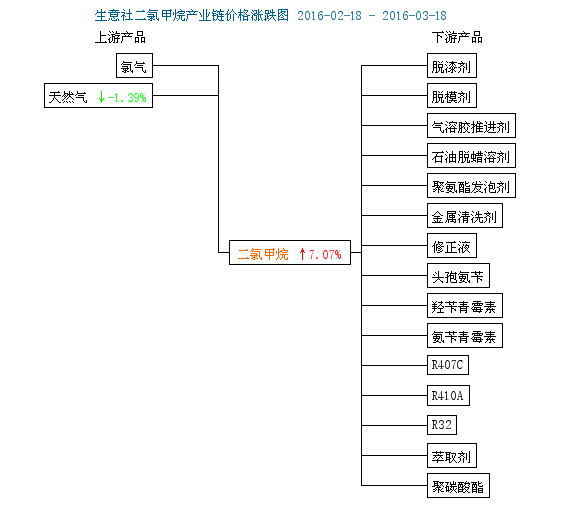 生意社二氯甲烷产业链价格涨跌图 2016-02-18 - 2016-03-18
上游产品 下游产品
氯气
天然气 ↓-1.39%
二氯甲烷 ↑7.07%
脱漆剂
脱模剂
气溶胶推进剂
石油脱蜡溶剂
聚氨酯发泡剂
金属清洗剂
修正液
头孢氨苄
羟苄青霉素
氨苄青霉素
R407C
R410A
R32
萃取剂
聚碳酸酯